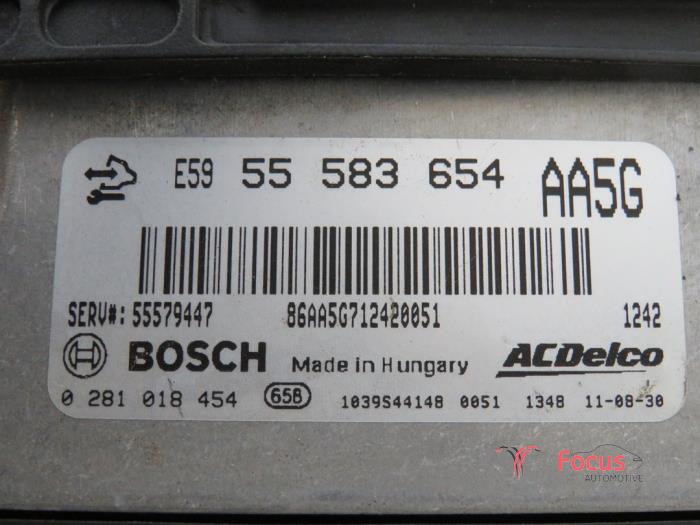 E59 55 583 654 AA5G
SERV#: 55579447 86AA5G712420051 1242
BOSCH Made in Hungary ACDelco
0 281 018 454 65B 1039S44148 0051 1348 11-08-30
Focus
AUTOMOTIVE